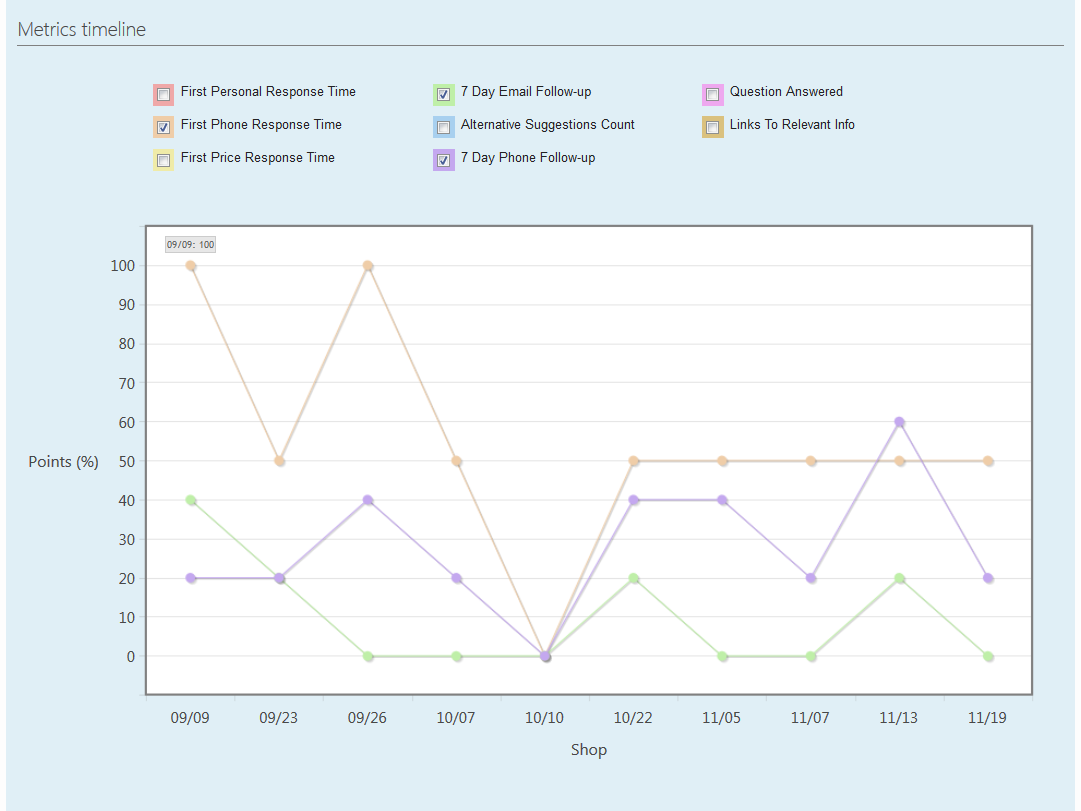 Metrics timeline
First Personal Response Time
7 Day Email Follow-up
Question Answered
First Phone Response Time
Alternative Suggestions Count
Links To Relevant Info
First Price Response Time
7 Day Phone Follow-up
09/09: 100
100
90
80
70
60
Points (%)
50
40
30
20
10
0
09/09 09/23 09/26 10/07 10/10 10/22 11/05 11/07 11/13 11/19
Shop